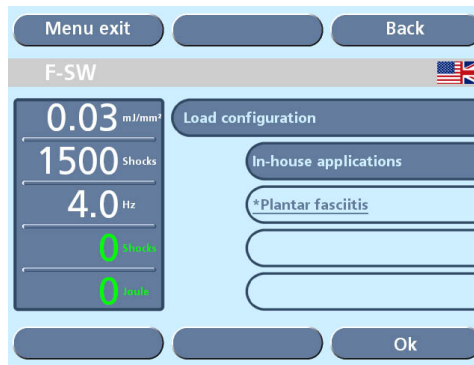 Menu exit
Back
F-SW
0.03 mJ/mm²
1500 Shocks
4.0 Hz
0 Shocks
0 Joule
Load configuration
In-house applications
*Plantar fasciitis
Ok